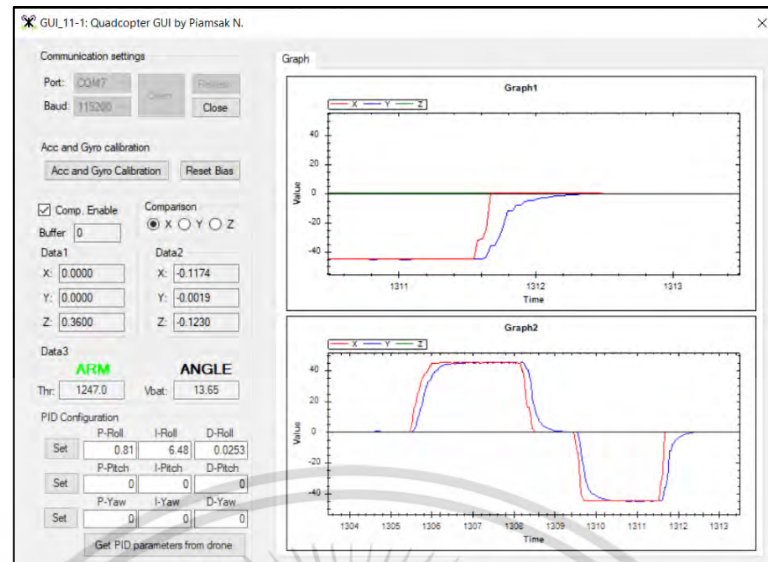 GUI_11-1: Quadcopter GUI by Piamsak N.
Communication settings
Port: COM7
Baud: 115200
Close
Acc and Gyro calibration
Acc and Gyro Calibration Reset Bias
Comp. Enable
Buffer 0
Comparison
X Y Z
Data1 Data2
X: 0.0000 X: -0.1174
Y: 0.0000 Y: -0.0019
Z: 0.3600 Z: -0.1230
Data3
ARM ANGLE
Thr: 1247.0 Vbat: 13.65
PID Configuration
P-Roll I-Roll D-Roll
Set 0.81 6.48 0.0253
P-Pitch I-Pitch D-Pitch
Set 0 0 0
P-Yaw I-Yaw D-Yaw
Set 0 0 0
Get PID parameters from drone
Graph
Graph1
X Y Z
40
20
0
-20
-40
Value
1311 1312 1313
Time
Graph2
X Y Z
40
20
0
-20
-40
Value
1304 1305 1306 1307 1308 1309 1310 1311 1312 1313
Time